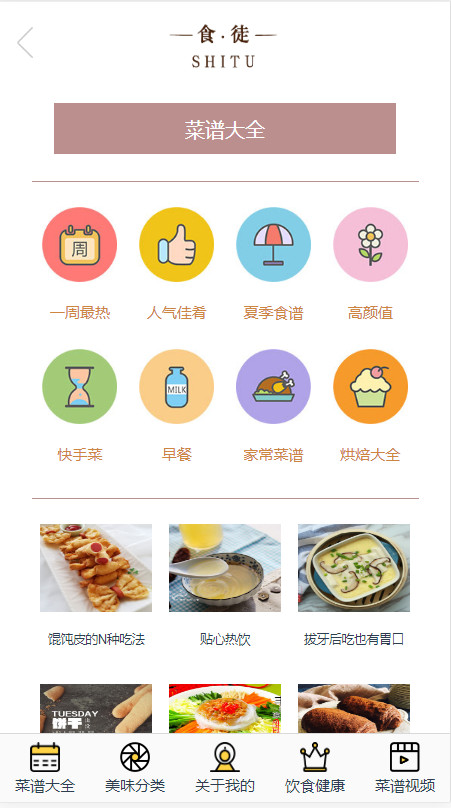 食·徒
SHITU
菜谱大全
周
一周最热 人气佳肴 夏季食谱 高颜值
MILK
快手菜 早餐 家常菜谱 烘焙大全
馄饨皮的N种吃法 贴心热饮 拔牙后吃也有胃口
TUESDAY
饼干
菜谱大全 美味分类 关于我的 饮食健康 菜谱视频